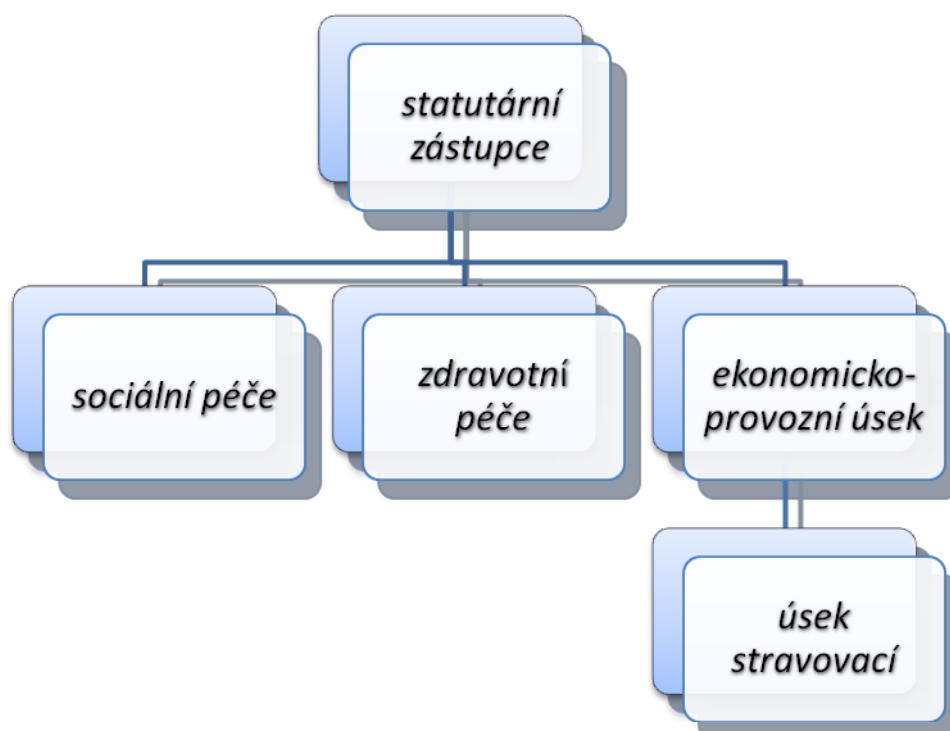 statutární
zástupce
sociální péče
zdravotní
péče
ekonomicko-
provozní úsek
úsek
stravovací